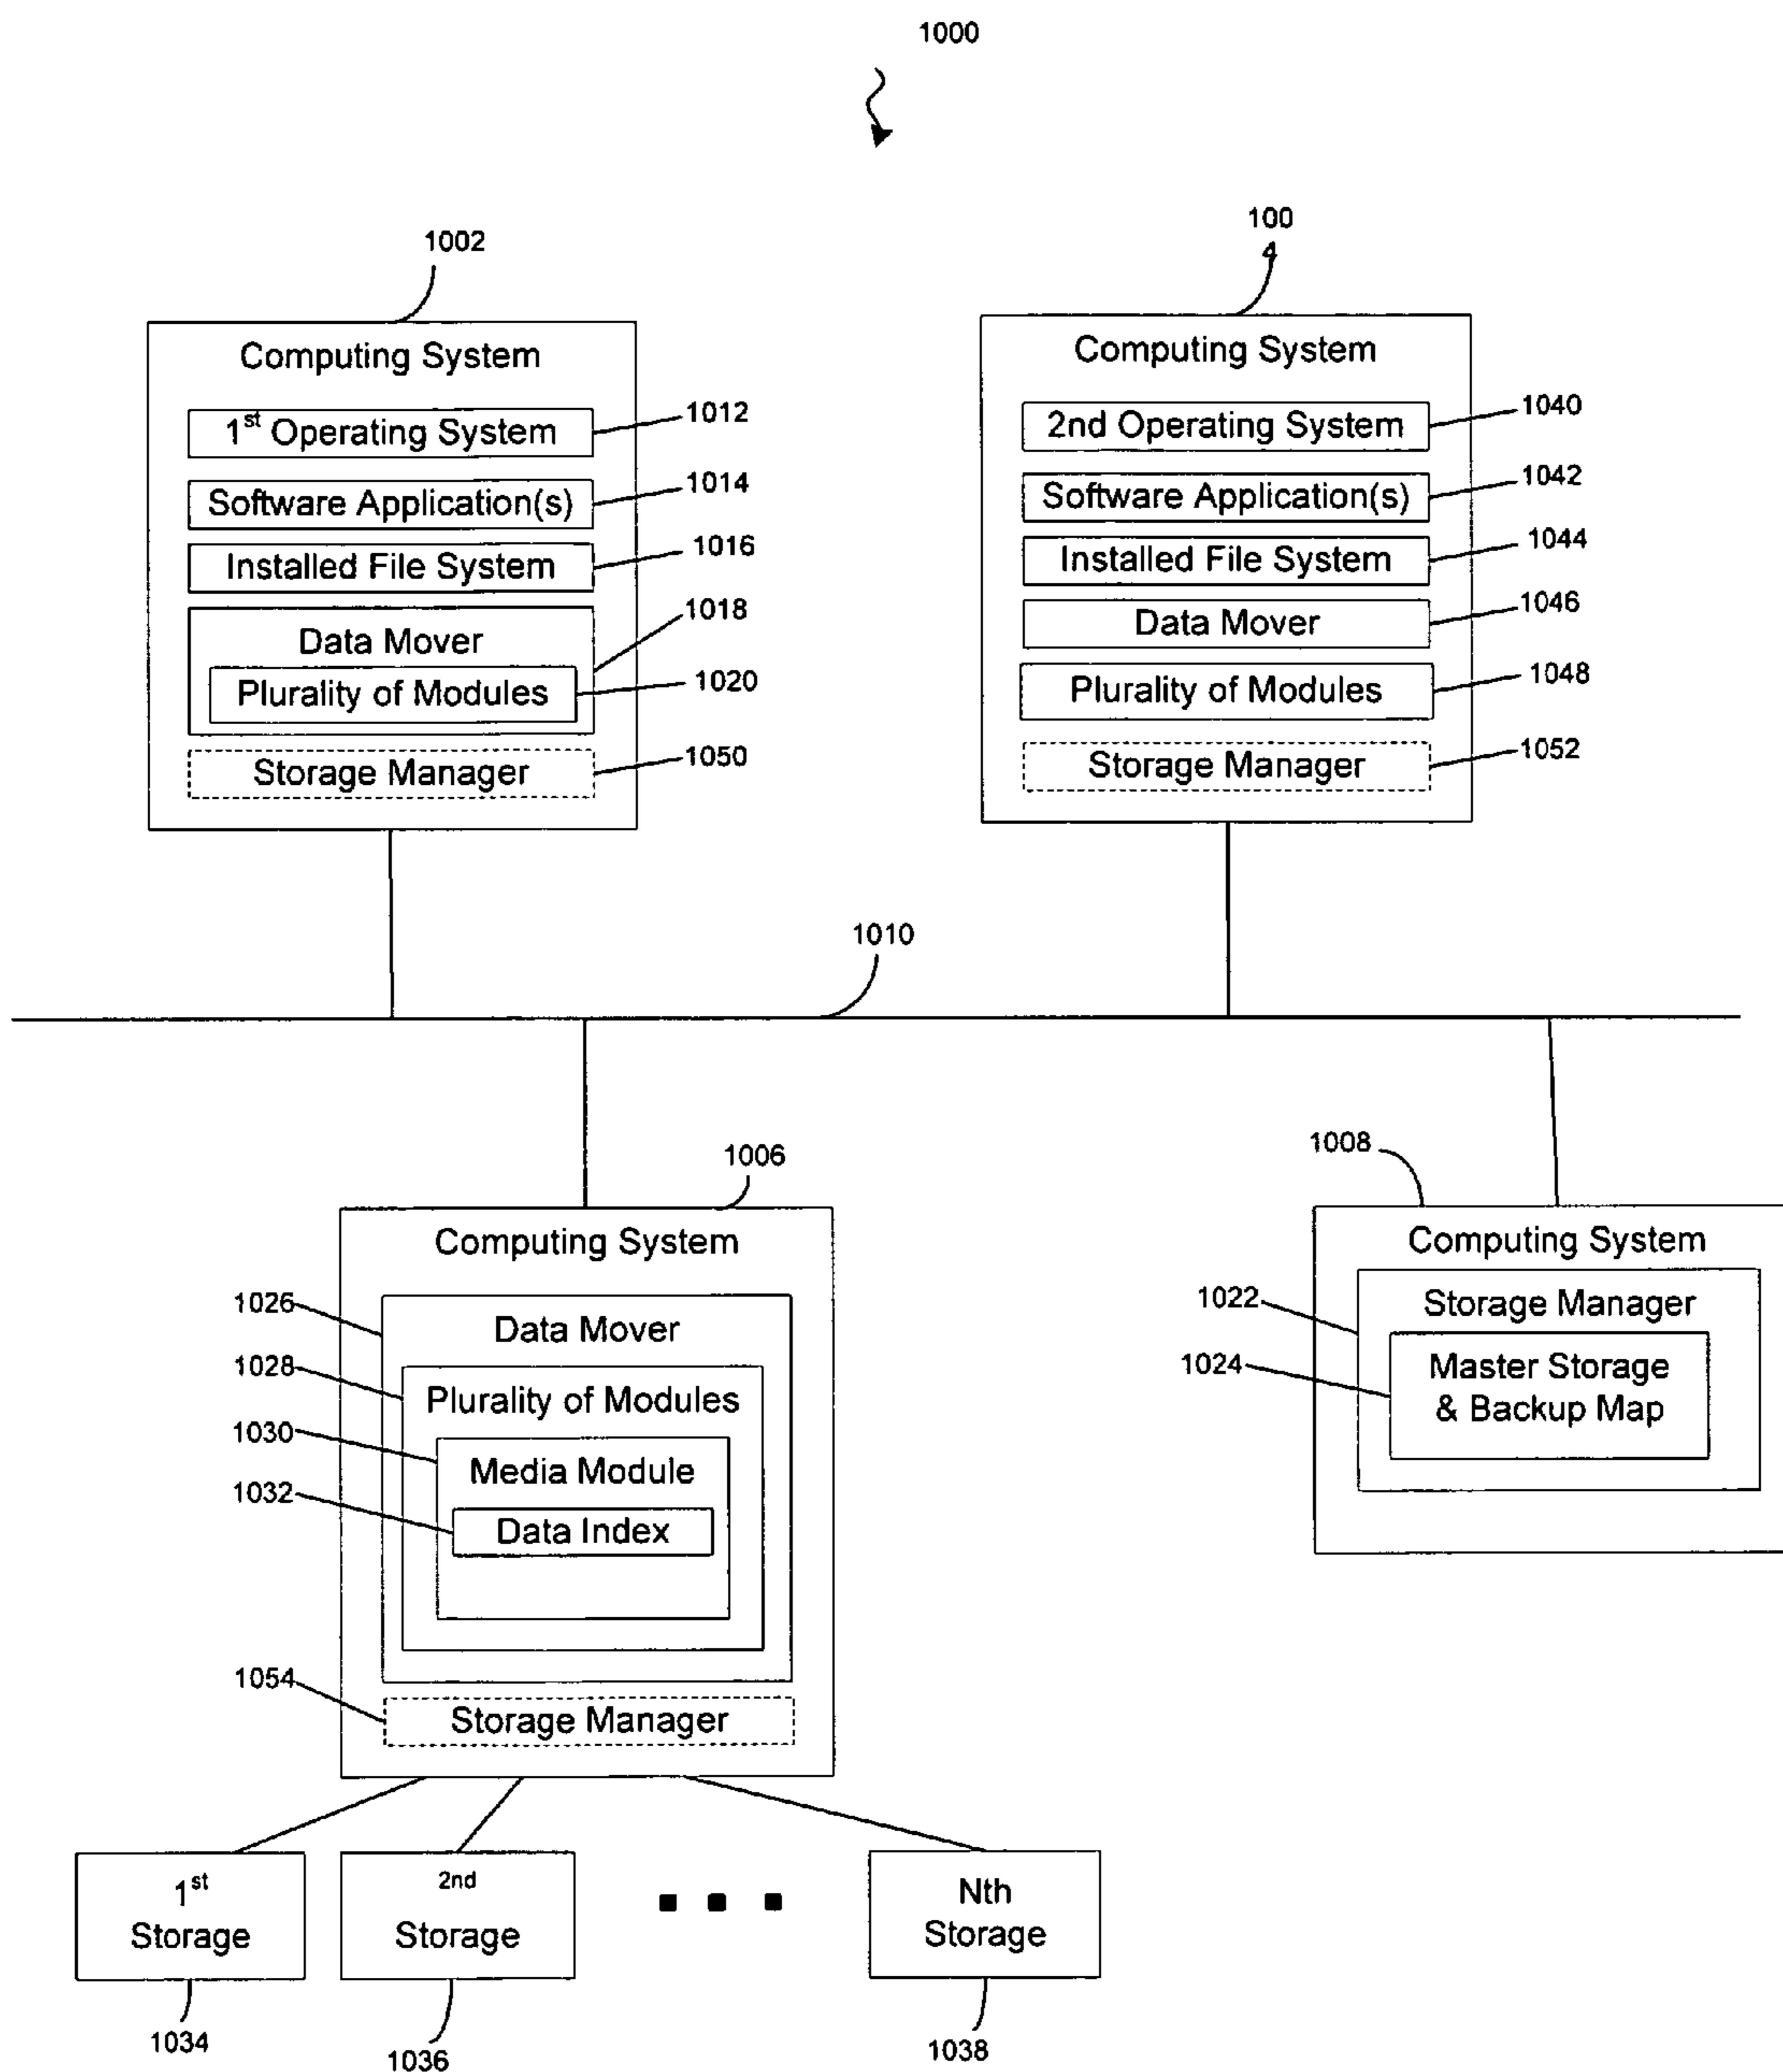 1000
1002
100
4
Computing System
1st Operating System
1012
Software Application(s)
1014
Installed File System
1016
Data Mover
1018
Plurality of Modules
1020
Storage Manager
1050
Computing System
2nd Operating System
1040
Software Application(s)
1042
Installed File System
1044
Data Mover
1046
Plurality of Modules
1048
Storage Manager
1052
1010
1006
Computing System
1026
Data Mover
1028
Plurality of Modules
1030
Media Module
1032
Data Index
1054
Storage Manager
1008
Computing System
1022
Storage Manager
1024
Master Storage
& Backup Map
1st
Storage
2nd
Storage
Nth
Storage
1034
1036
1038